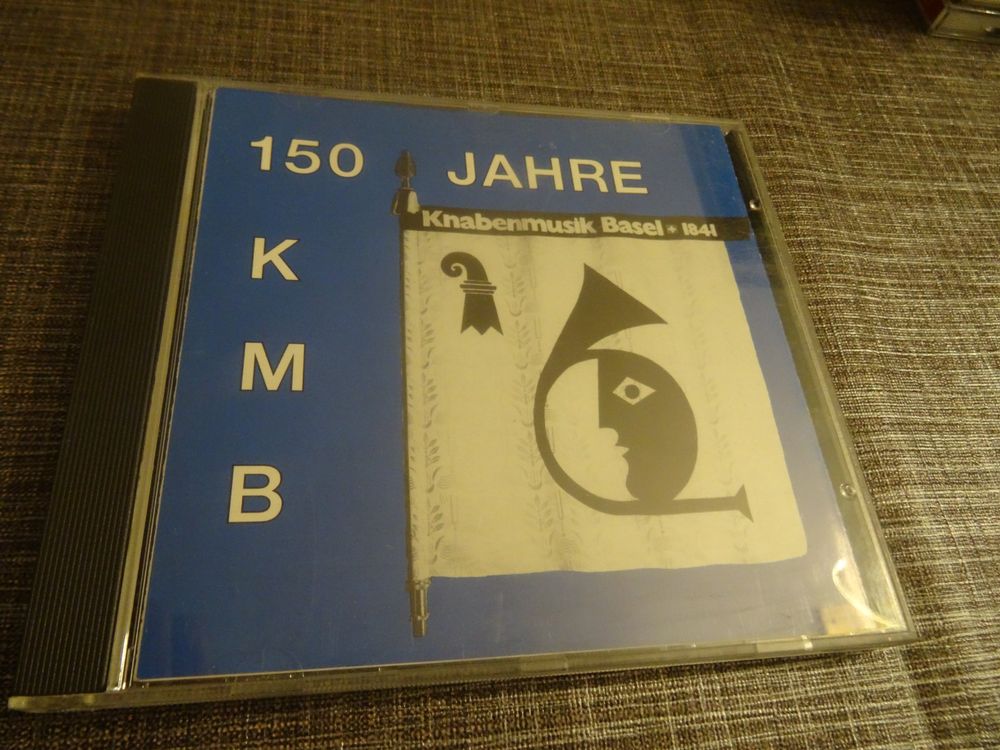 150 JAHRE
Knabenmusik Basel + 1841
K
M
B